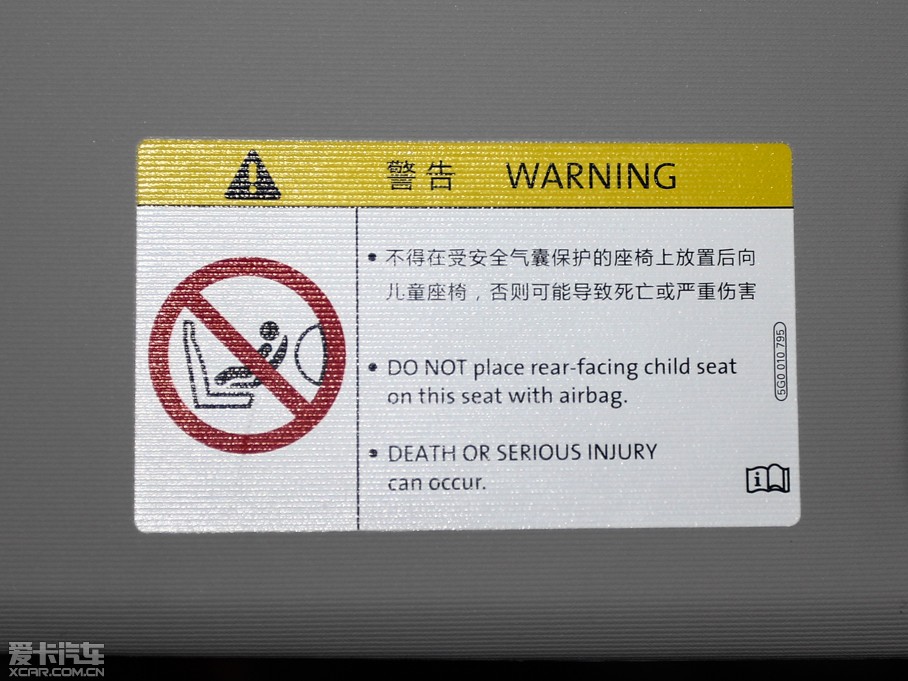 警告 WARNING
• 不得在受安全气囊保护的座椅上放置后向
儿童座椅，否则可能导致死亡或严重伤害
• DO NOT place rear-facing child seat
on this seat with airbag.
• DEATH OR SERIOUS INJURY
can occur.
5G0 010 795
i
爱卡汽车
XCAR.COM.CN